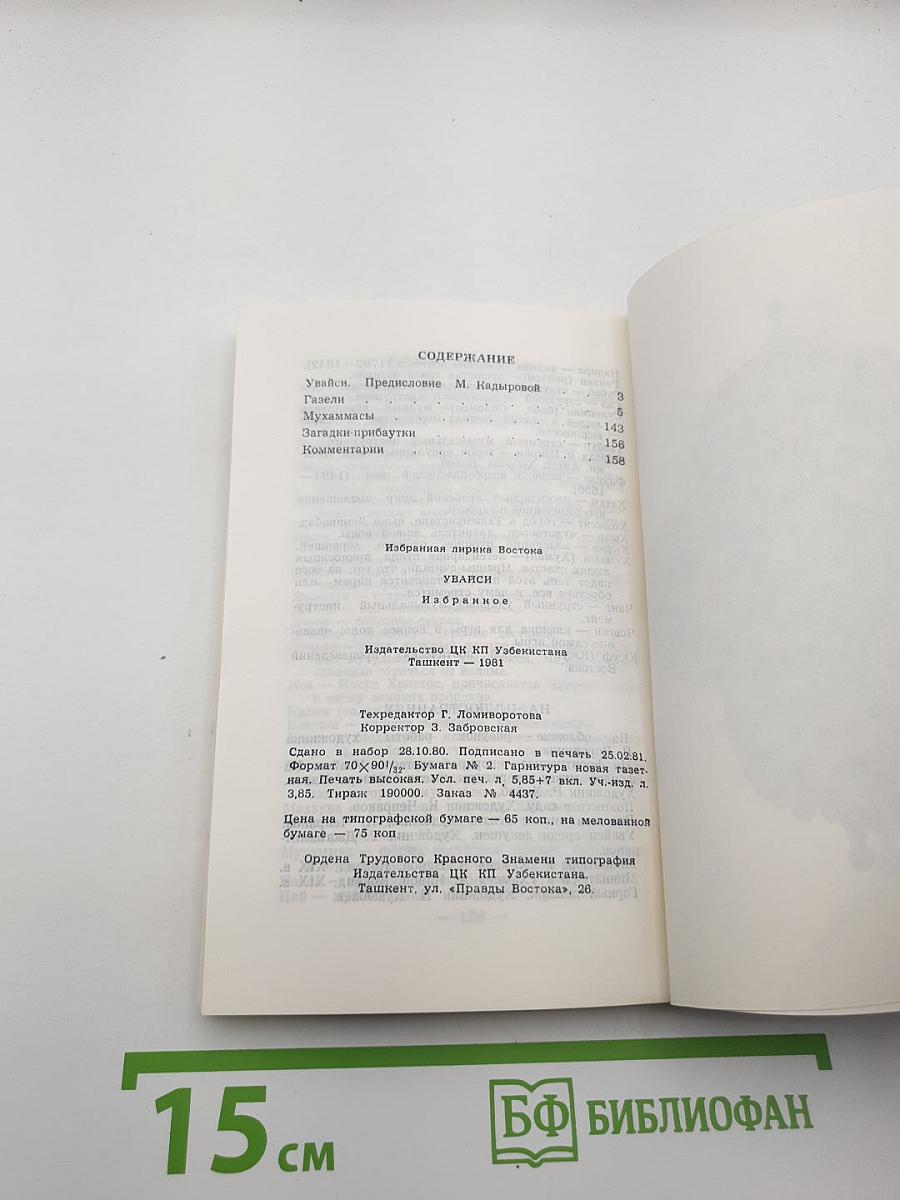 СОДЕРЖАНИЕ
Увайси. Предисловие М. Кадыровой . . 3
Газели . . . . . . . . . 5
Мухаммасы . . . . . . . . 143
Загадки-прибаутки . . . . . . 156
Комментарии . . . . . . . 158
Избранная лирика Востока
УВАЙСИ
Избранное
Издательство ЦК КП Узбекистана
Ташкент — 1981
Техредактор Г. Ломиворотова
Корректор З. Забровская
Сдано в набор 28.10.80. Подписано в печать 25.02.81.
Формат 70×90 1/32. Бумага № 2. Гарнитура новая газет-
ная. Печать высокая. Усл. печ. л. 5,85+7 вкл. Уч.-изд. л.
3,85. Тираж 190000. Заказ № 4437.
Цена на типографской бумаге — 65 коп., на мелованной
бумаге — 75 коп
Ордена Трудового Красного Знамени типография
Издательства ЦК КП Узбекистана.
Ташкент, ул. «Правды Востока», 26.
15 см
БФ БИБЛИОФАН